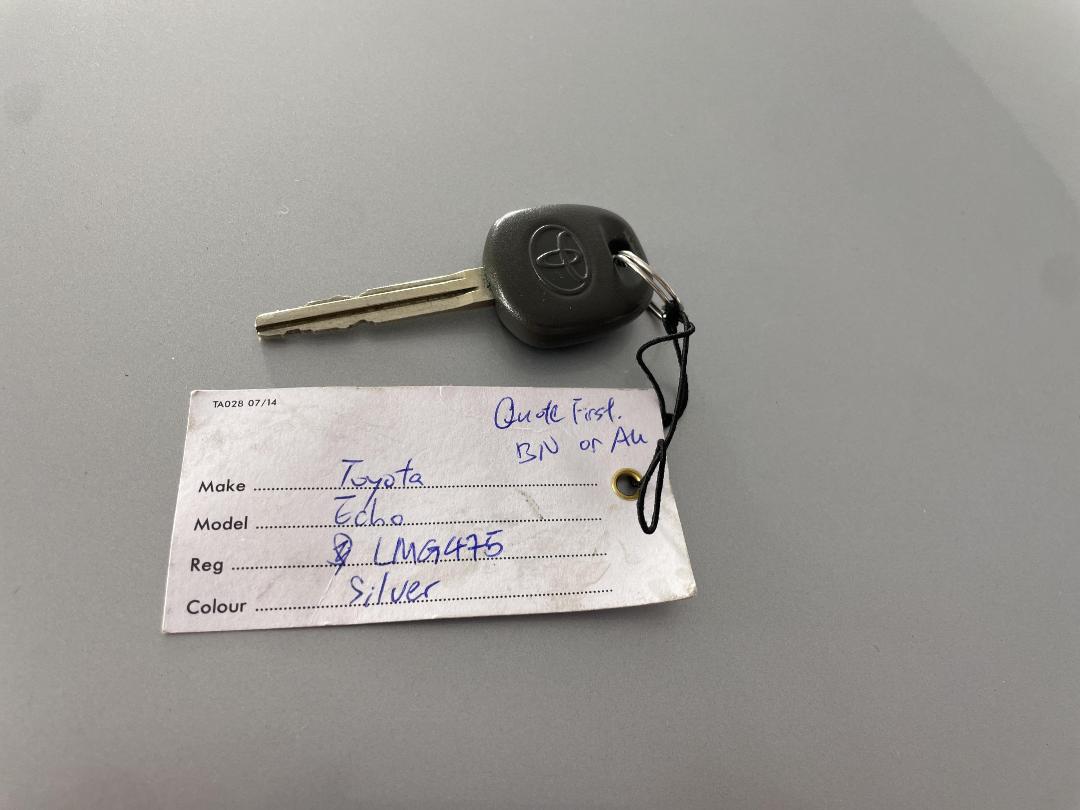 TA028 07/14
Quote First.
BN or Au
Make Toyota
Model Echo
Reg LMG475
Colour Silver